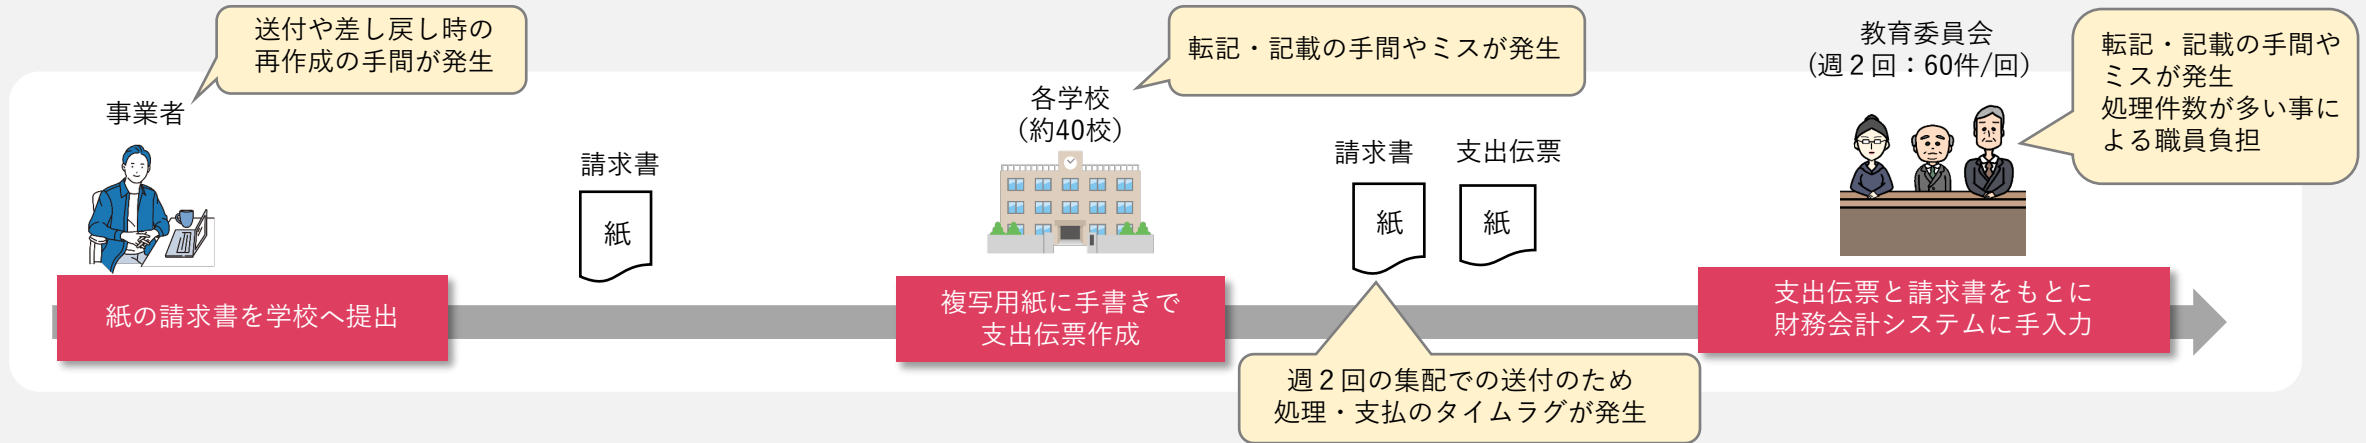 送付や差し戻し時の
再作成の手間が発生
事業者
紙の請求書を学校へ提出
請求書
紙
転記・記載の手間やミスが発生
各学校
（約40校）
複写用紙に手書きで
支出伝票作成
請求書
紙
支出伝票
紙
週２回の集配での送付のため
処理・支払のタイムラグが発生
教育委員会
（週２回：60件/回）
転記・記載の手間や
ミスが発生
処理件数が多い事に
よる職員負担
支出伝票と請求書をもとに
財務会計システムに手入力